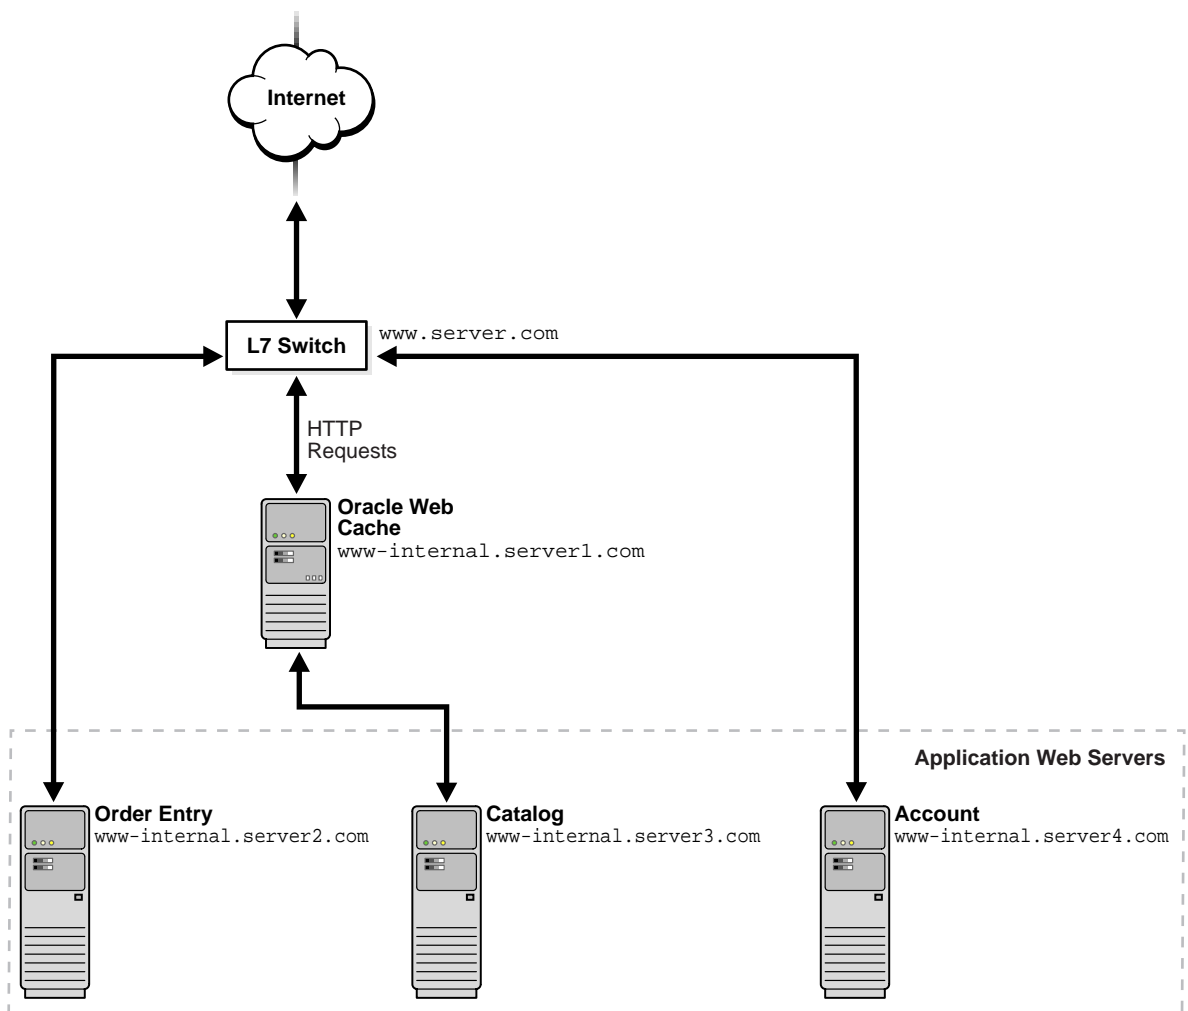 Internet
L7 Switch
www.server.com
HTTP
Requests
Oracle Web
Cache
www-internal.server1.com
Application Web Servers
Order Entry
www-internal.server2.com
Catalog
www-internal.server3.com
Account
www-internal.server4.com